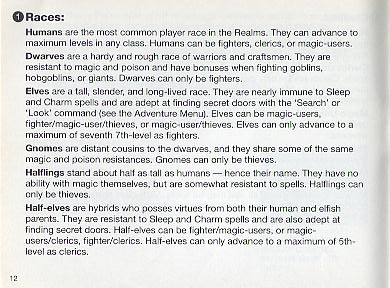 ❶Races:
Humans are the most common player race in the Realms. They can advance to
maximum levels in any class. Humans can be fighters, clerics, or magic-users.
Dwarves are a hardy and rough race of warriors and craftsmen. They are
resistant to magic and poison and have bonuses when fighting goblins,
hobgoblins, or giants. Dwarves can only be fighters.
Elves are a tall, slender, and long-lived race. They are nearly immune to Sleep
and Charm spells and are adept at finding secret doors with the 'Search' or
'Look' command (see the Adventure Menu). Elves can be magic-users,
fighter/magic-user/thieves, or magic-user/thieves. Elves can only advance to a
maximum of seventh 7th-level as fighters.
Gnomes are distant cousins to the dwarves, and they share some of the same
magic and poison resistances. Gnomes can only be thieves.
Halflings stand about half as tall as humans — hence their name. They have no
ability with magic themselves, but are somewhat resistant to spells. Halflings can
only be thieves.
Half-elves are hybrids who posses virtues from both their human and elfish
parents. They are resistant to Sleep and Charm spells and are also adept at
finding secret doors. Half-elves can be fighter/magic-users, or magic-
users/clerics, fighter/clerics. Half-elves can only advance to a maximum of 5th-
level as clerics.
12